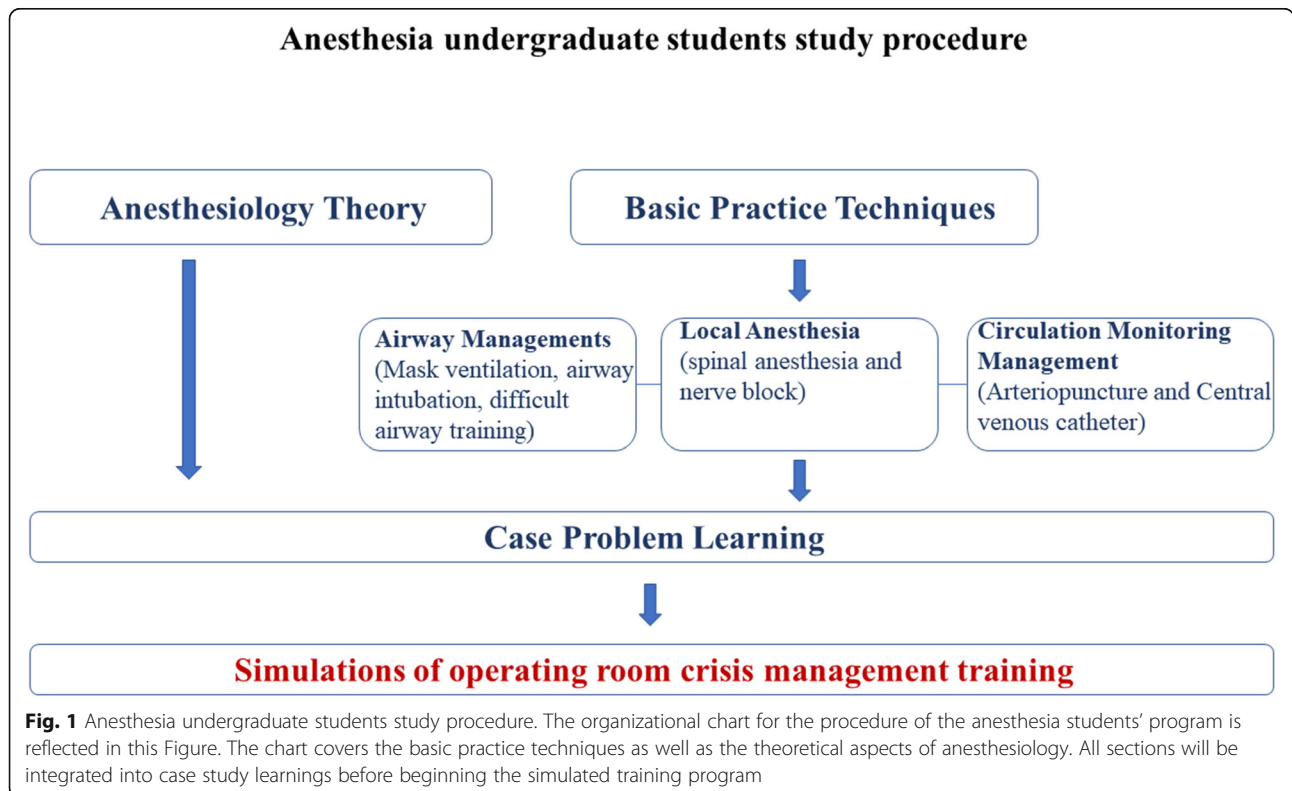 Anesthesia undergraduate students study procedure
Anesthesiology Theory
Basic Practice Techniques
Airway Managements
(Mask ventilation, airway
intubation, difficult
airway training)
Local Anesthesia
(spinal anesthesia and
nerve block)
Circulation Monitoring
Management
(Arteriopuncture and Central
venous catheter)
Case Problem Learning
Simulations of operating room crisis management training
Fig. 1 Anesthesia undergraduate students study procedure. The organizational chart for the procedure of the anesthesia students’ program is
reflected in this Figure. The chart covers the basic practice techniques as well as the theoretical aspects of anesthesiology. All sections will be
integrated into case study learnings before beginning the simulated training program